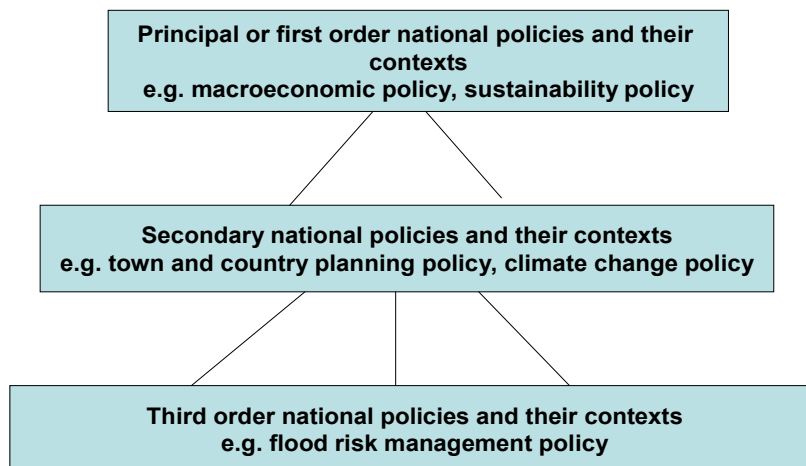 Principal or first order national policies and their
contexts
e.g. macroeconomic policy, sustainability policy
Secondary national policies and their contexts
e.g. town and country planning policy, climate change policy
Third order national policies and their contexts
e.g. flood risk management policy